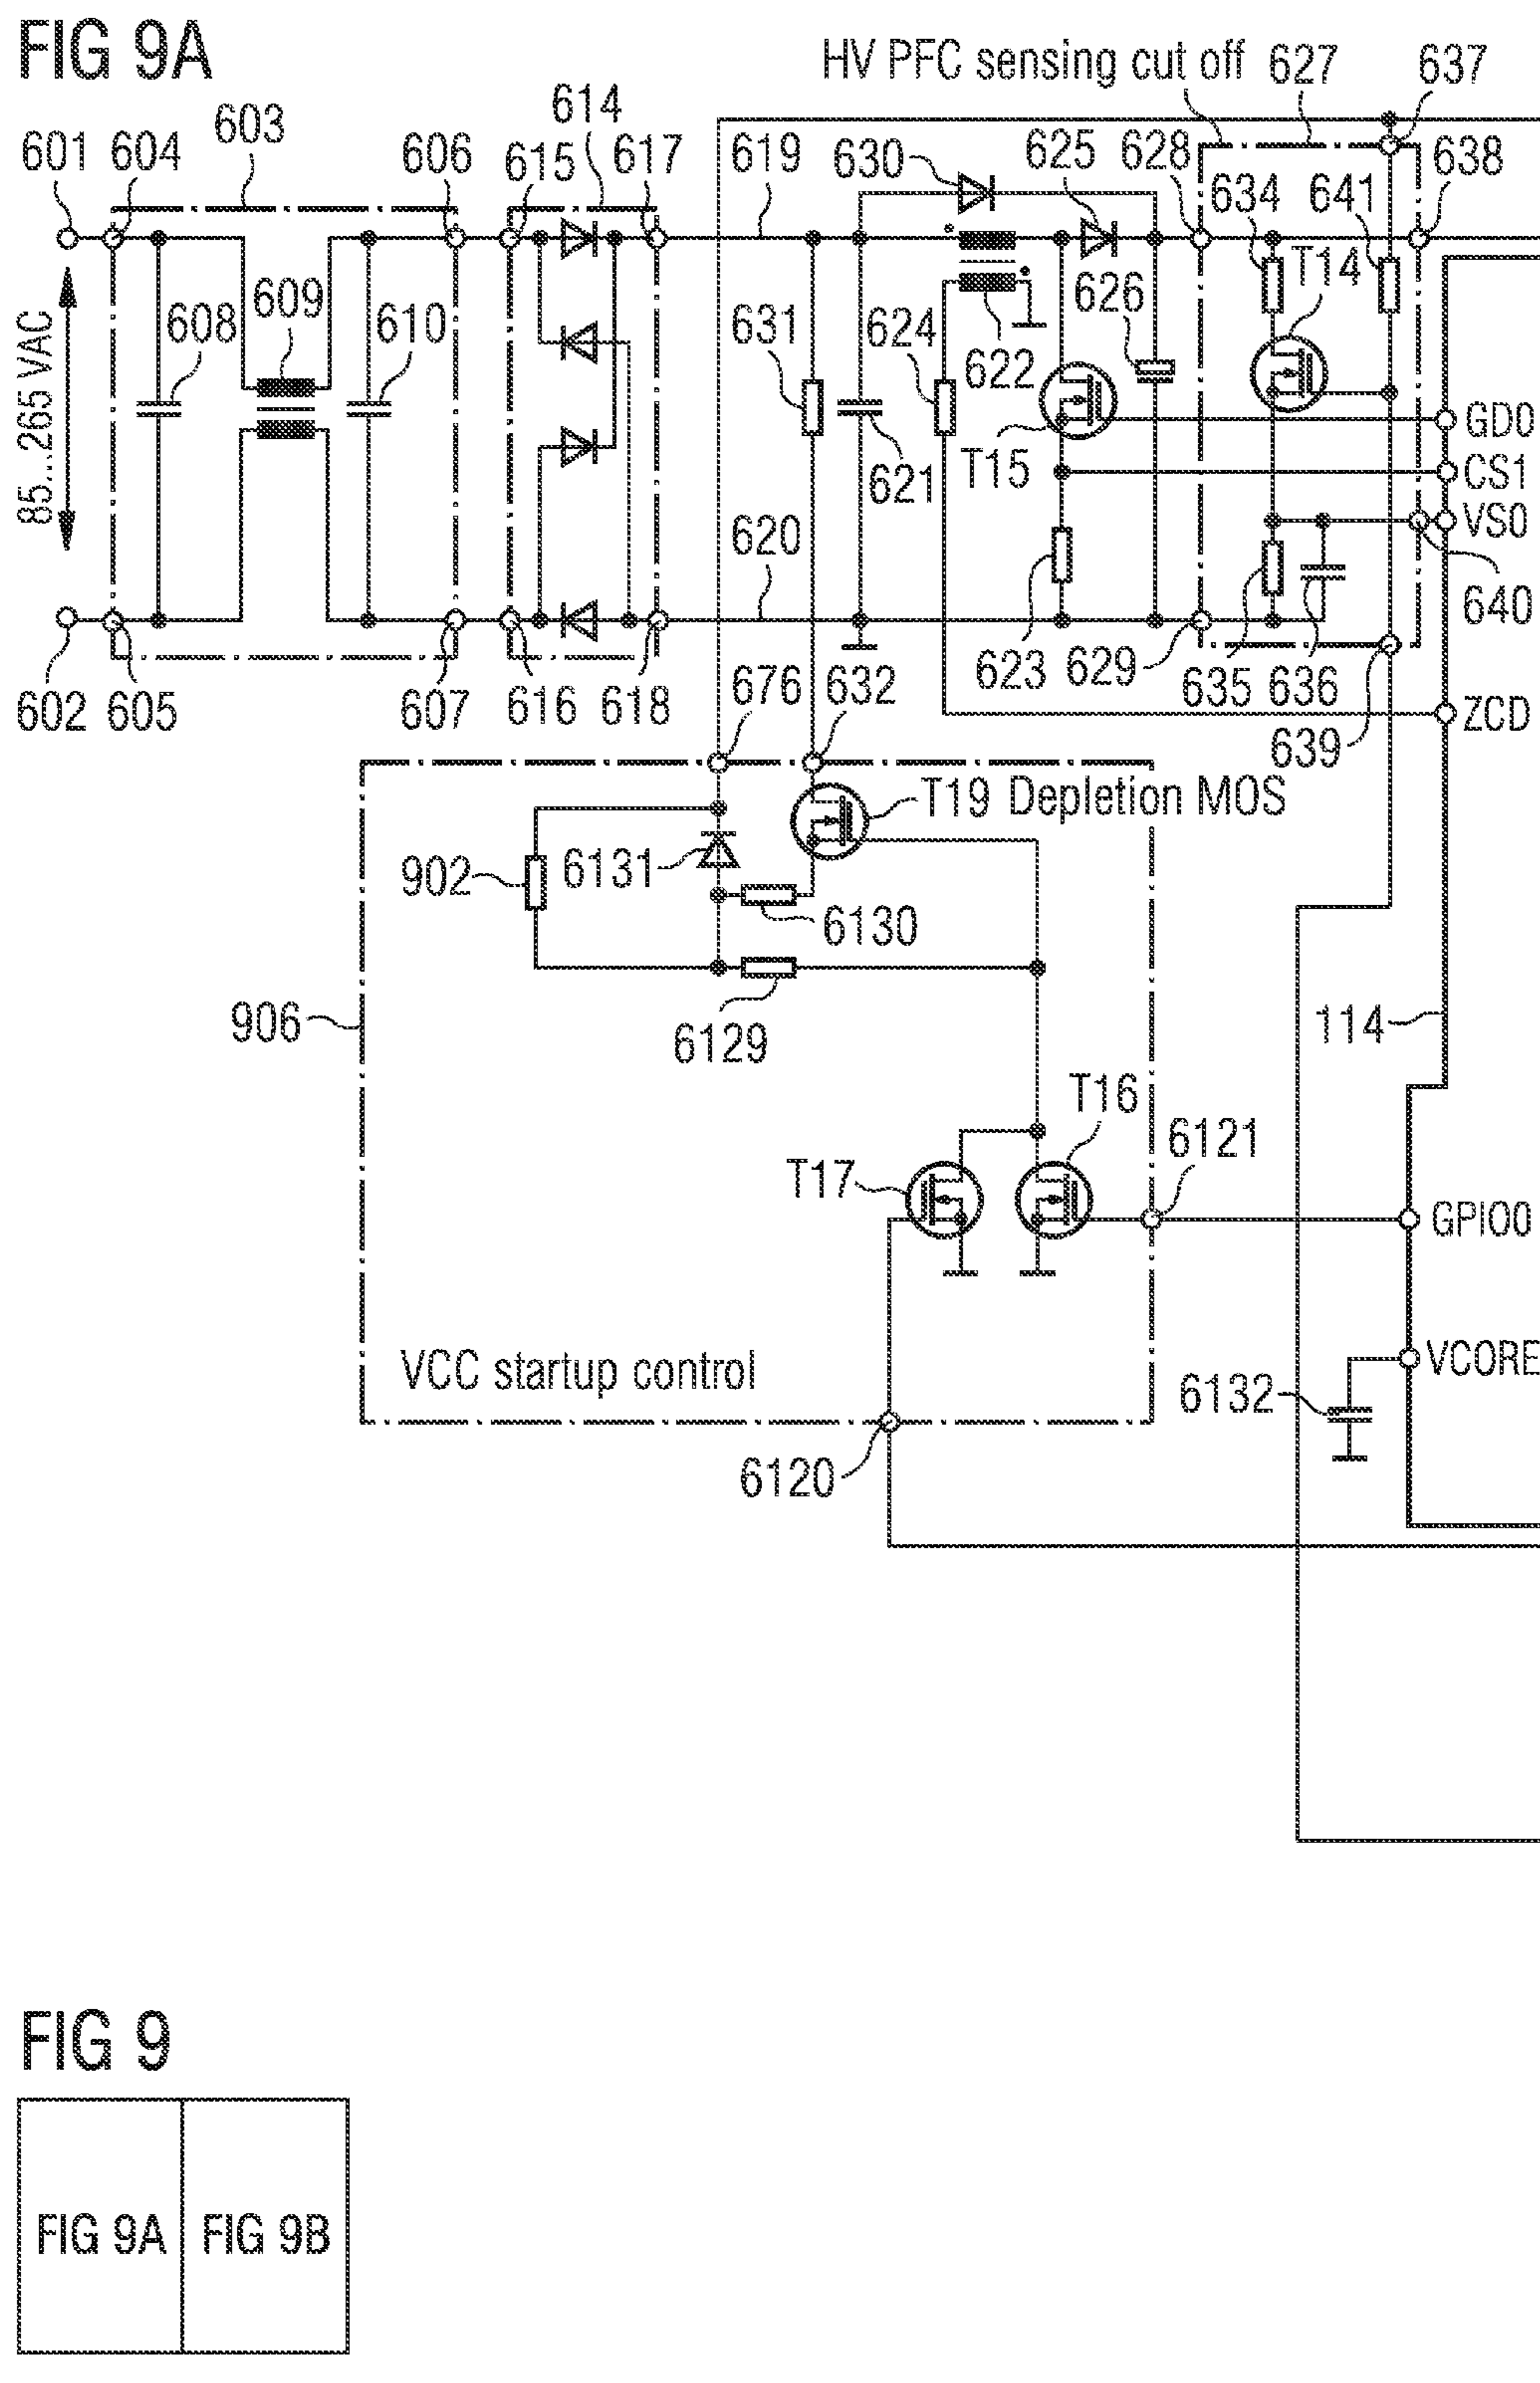 FIG 9A
HV PFC sensing cut off 627 637
614
601 604 603 606 615 617 619 630 625 628 638
634 641
T14
85...265 VAC
608 609 610 631 624 622 626
621 T15
GD0
CS1
VS0
620
640
623 629 635 636
602 605 607 616 618 676 632
639
ZCD
T19 Depletion MOS
902 6131
6130
906
6129
114
T16
T17
6121
GPIO0
VCC startup control
VCORE
6132
6120
FIG 9
FIG 9A FIG 9B